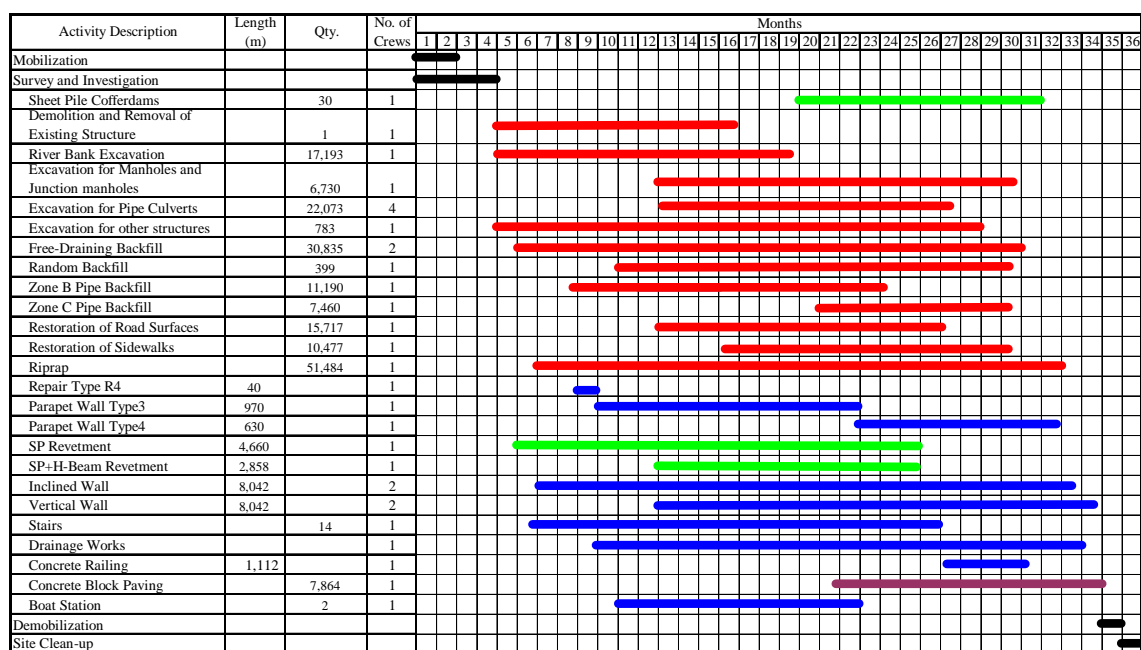 Activity Description Length (m) Qty. No. of Crews Months
1 2 3 4 5 6 7 8 9 10 11 12 13 14 15 16 17 18 19 20 21 22 23 24 25 26 27 28 29 30 31 32 33 34 35 36
Mobilization
Survey and Investigation
Sheet Pile Cofferdams 30 1
Demolition and Removal of
Existing Structure 1 1
River Bank Excavation 17,193 1
Excavation for Manholes and
Junction manholes 6,730 1
Excavation for Pipe Culverts 22,073 4
Excavation for other structures 783 1
Free-Draining Backfill 30,835 2
Random Backfill 399 1
Zone B Pipe Backfill 11,190 1
Zone C Pipe Backfill 7,460 1
Restoration of Road Surfaces 15,717 1
Restoration of Sidewalks 10,477 1
Riprap 51,484 1
Repair Type R4 40 1
Parapet Wall Type3 970 1
Parapet Wall Type4 630 1
SP Revetment 4,660 1
SP+H-Beam Revetment 2,858 1
Inclined Wall 8,042 2
Vertical Wall 8,042 2
Stairs 14 1
Drainage Works 1
Concrete Railing 1,112 1
Concrete Block Paving 7,864 1
Boat Station 2 1
Demobilization
Site Clean-up